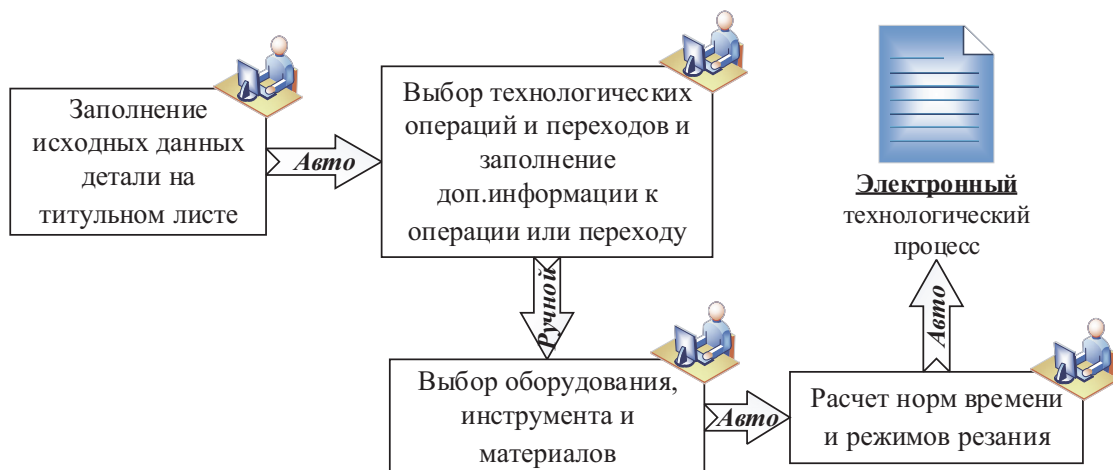 Заполнение
исходных данных
детали на
титульном листе
Авто
Выбор технологических
операций и переходов и
заполнение
доп.информации к
операции или переходу
Ручной
Выбор оборудования,
инструмента и
материалов
Авто
Расчет норм времени
и режимов резания
Авто
Электронный
технологический
процесс